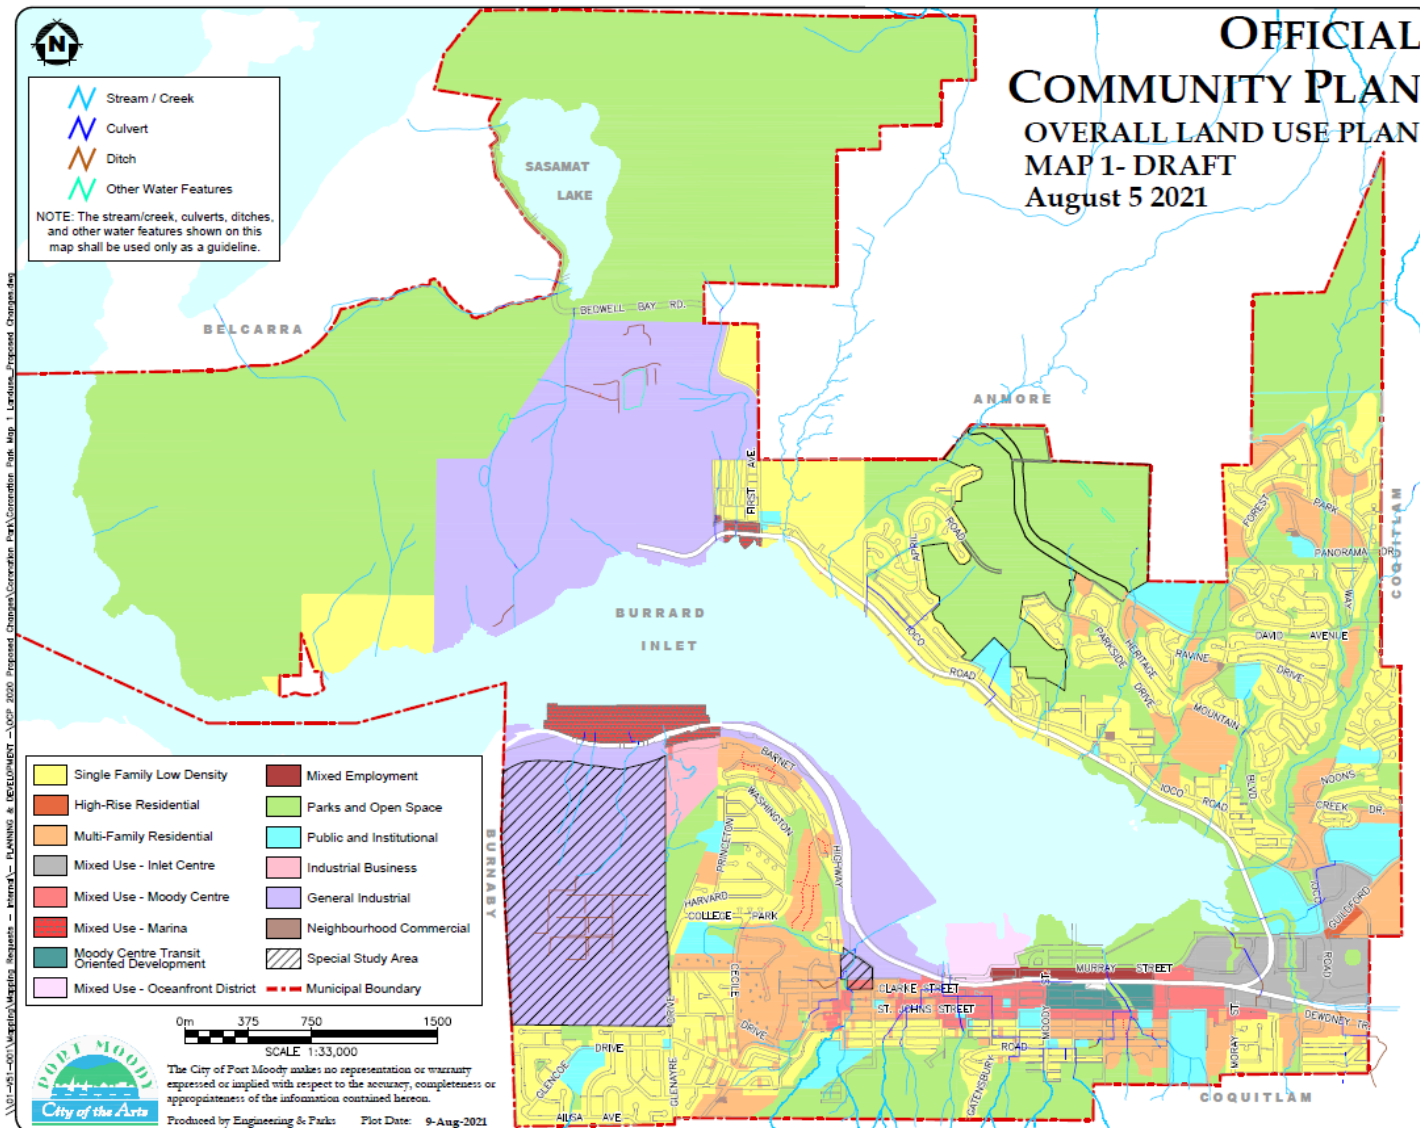 OFFICIAL
COMMUNITY PLAN
OVERALL LAND USE PLAN
MAP 1- DRAFT
August 5 2021
N
Stream / Creek
Culvert
Ditch
Other Water Features
NOTE: The stream/creek, culverts, ditches,
and other water features shown on this
map shall be used only as a guideline.
SASAMAT
LAKE
BEDWELL BAY RD.
BELCARRA
ANMORE
FIRST AVE.
APRIL
ROAD
FOREST
PARK
PANORAMA DR.
WAY
COQUITLAM
BURRARD
INLET
IOCO
ROAD
PARKSIDE
DRIVE
HERITAGE
RAVINE
DRIVE
DAVID AVENUE
MOUNTAIN
BLVD
IOCO ROAD
NOONS
CREEK DR.
IOCO
GUILDFORD
ROAD
DEWDNEY TR.
BARNET
HIGHWAY
WASHINGTON
PRINCETON
HARVARD
COLLEGE PARK
CECILE
DRIVE
DRIVE
GLENAYRE
BURNABY
CLARKE STREET
ST. JOHNS STREET
MURRAY STREET
MOODY ST.
ROAD
GATENSBURY
MORAY ST.
GLENCOE
DRIVE
AILSA AVE
COQUITLAM
Single Family Low Density
High-Rise Residential
Multi-Family Residential
Mixed Use - Inlet Centre
Mixed Use - Moody Centre
Mixed Use - Marina
Moody Centre Transit
Oriented Development
Mixed Use - Oceanfront District
Mixed Employment
Parks and Open Space
Public and Institutional
Industrial Business
General Industrial
Neighbourhood Commercial
Special Study Area
Municipal Boundary
0m 375 750 1500
SCALE 1:33,000
PORT MOODY
City of the Arts
The City of Port Moody makes no representation or warranty
expressed or implied with respect to the accuracy, completeness or
appropriateness of the information contained hereon.
Produced by Engineering & Parks Plot Date: 9-Aug-2021